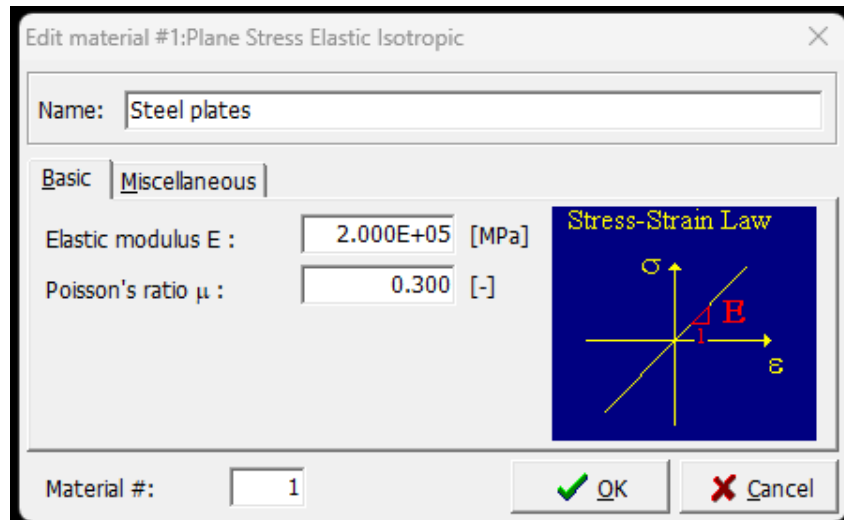 Edit material #1:Plane Stress Elastic Isotropic
Name: Steel plates
Basic Miscellaneous
Elastic modulus E : 2.000E+05 [MPa]
Poisson's ratio μ : 0.300 [-]
Stress-Strain Law
σ
E
1
ε
Material #: 1
OK Cancel